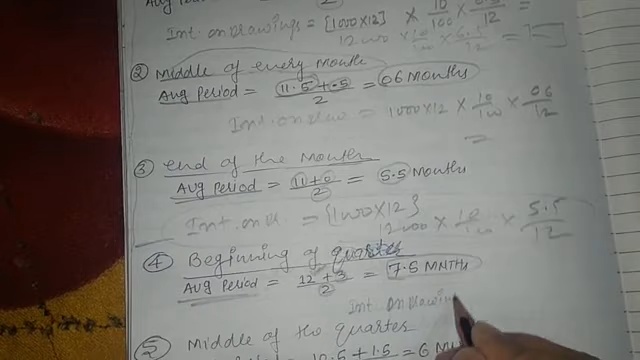 Int. on Drawings = [1000×12] × 10/100 × 6.5/12 =
12000 × 10/100 × 6.5/12 =
② Middle of every Month
Avg Period = 11.5+.5/2 = 06 Months
Int. on Draw = 1000×12 × 10/100 × 06/12
=
③ End of the Month
Avg Period = 11+0/2 = 5.5 Months
Int. on Dr. = {1000×12}
12000 × 10/100 × 5.5/12
④ Beginning of quarter
Avg Period = 12+3/2 = 7.5 MNTHs
Int on Drawin
⑤ Middle of the quarter
10.5+1.5 = 6 M